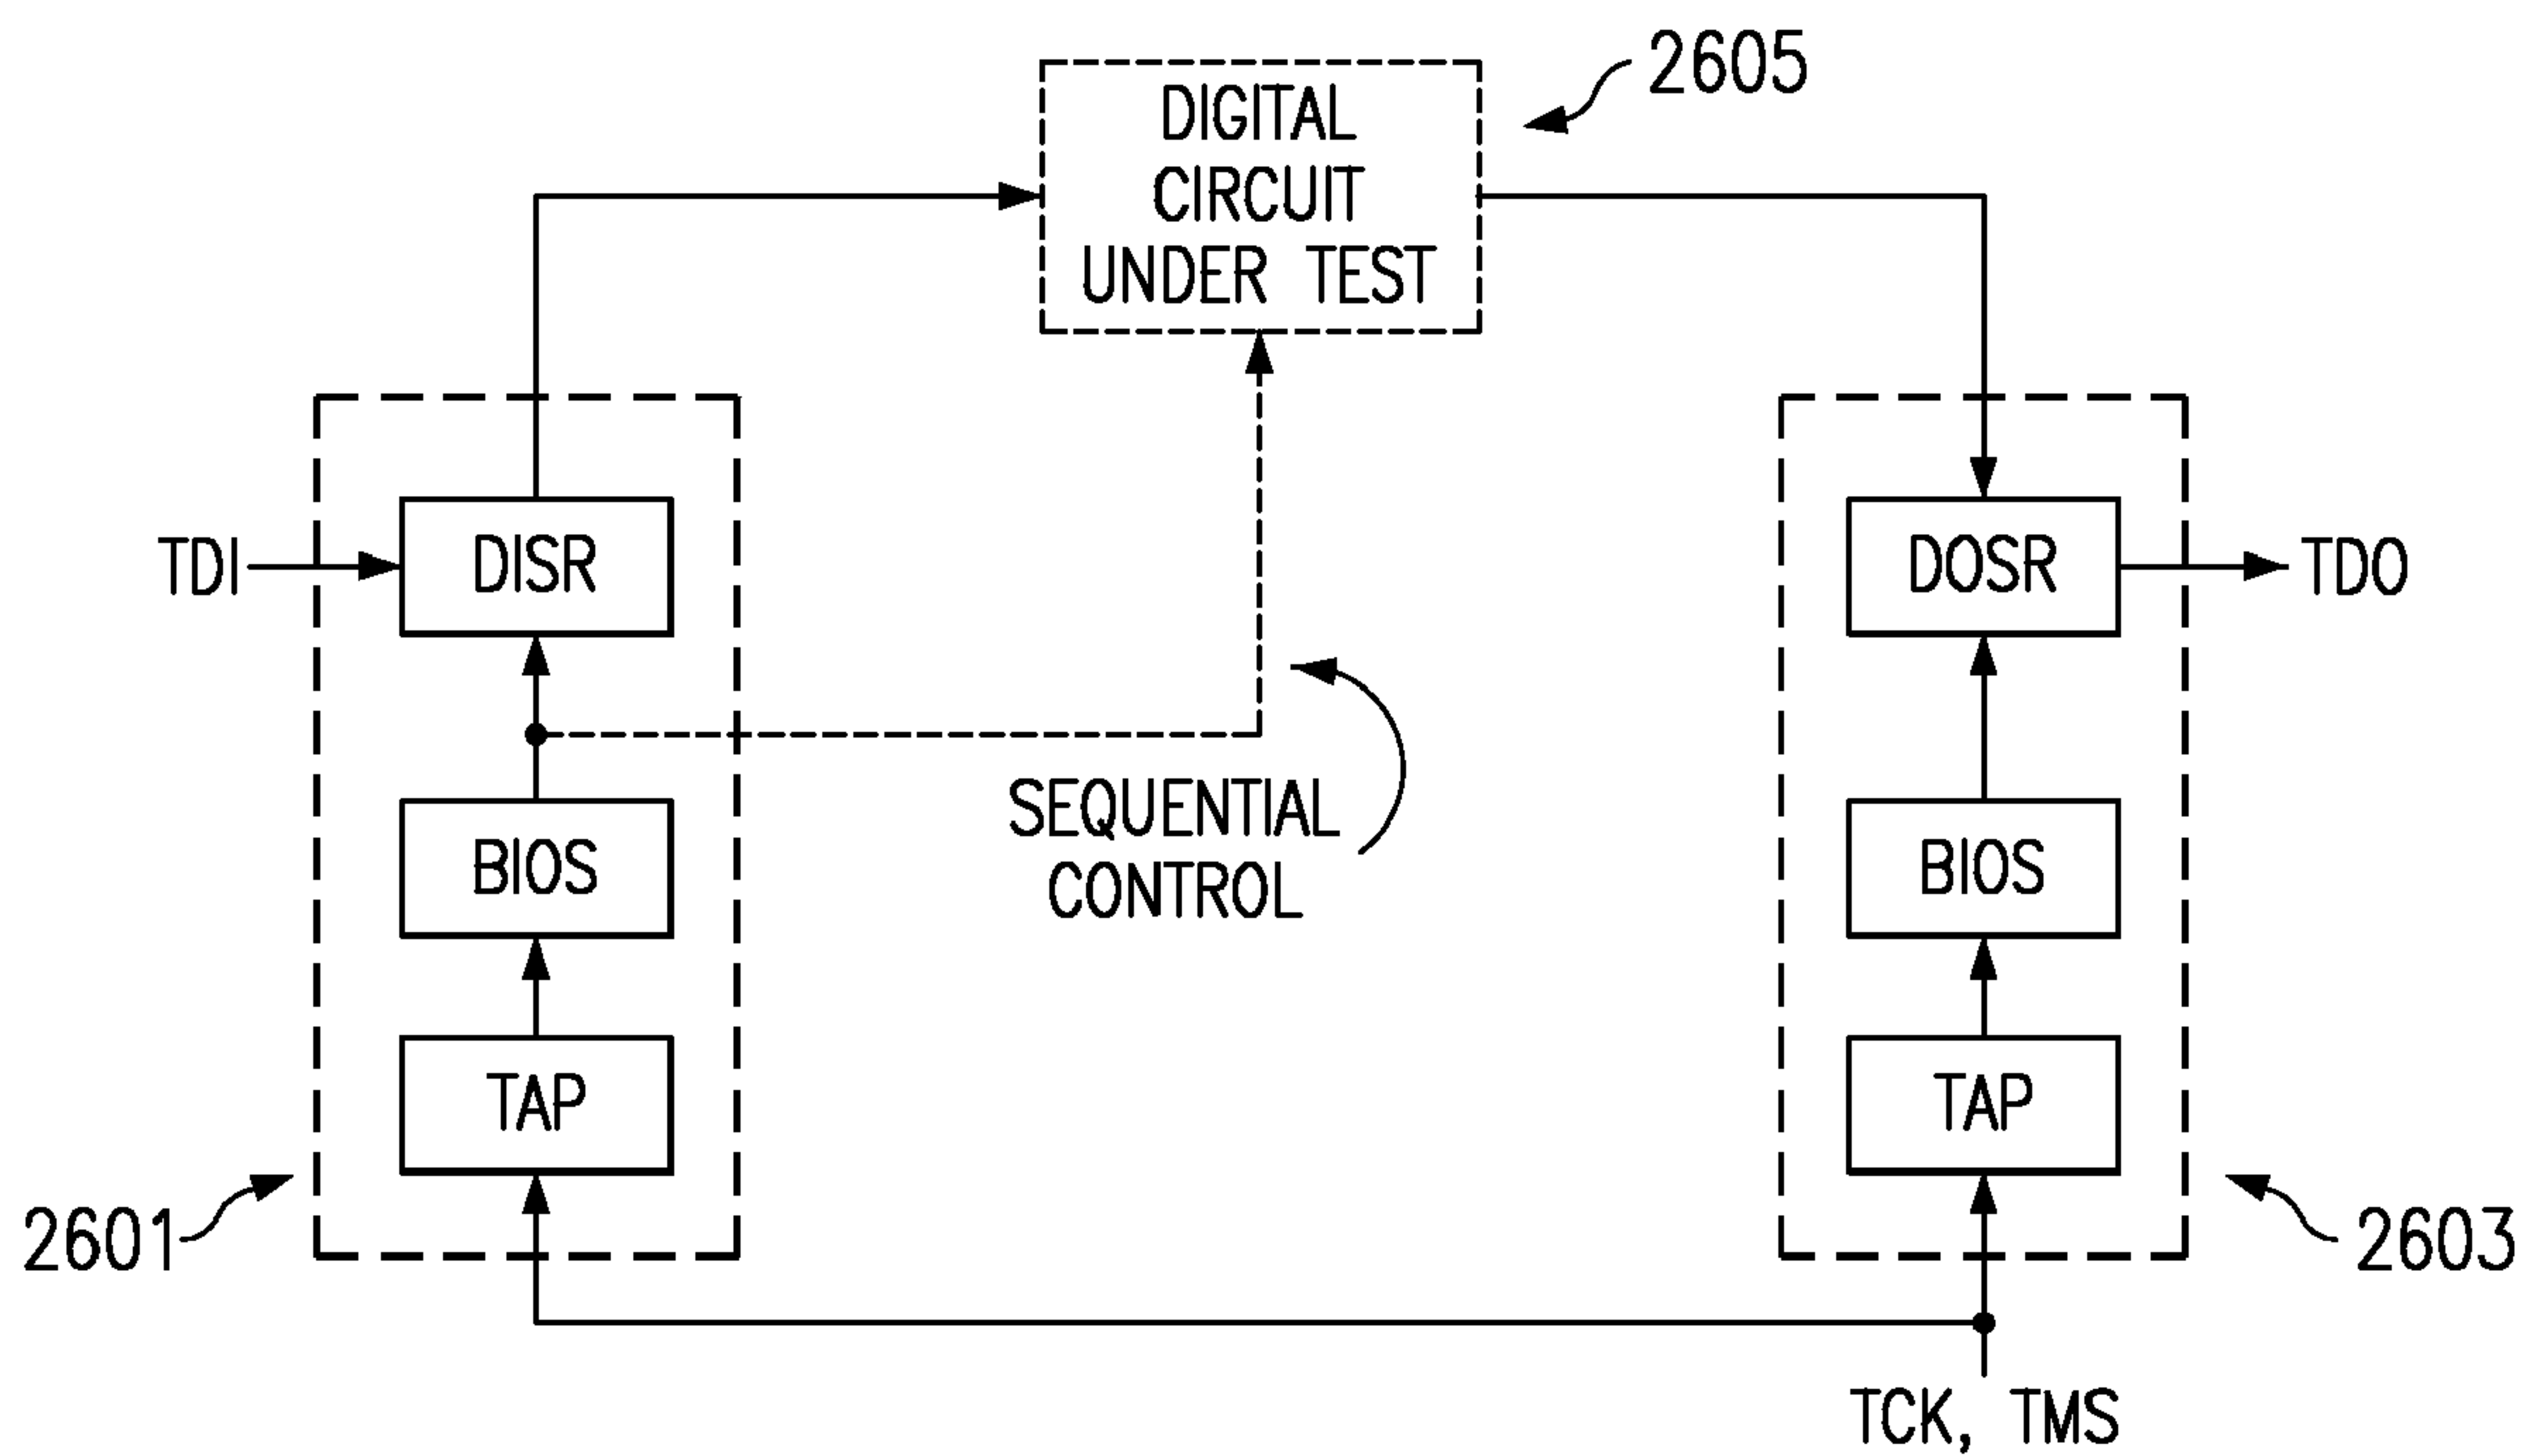 2605
DIGITAL
CIRCUIT
UNDER TEST
TDI
DISR
DOSR
TDO
SEQUENTIAL
CONTROL
BIOS
BIOS
TAP
TAP
2601
2603
TCK, TMS